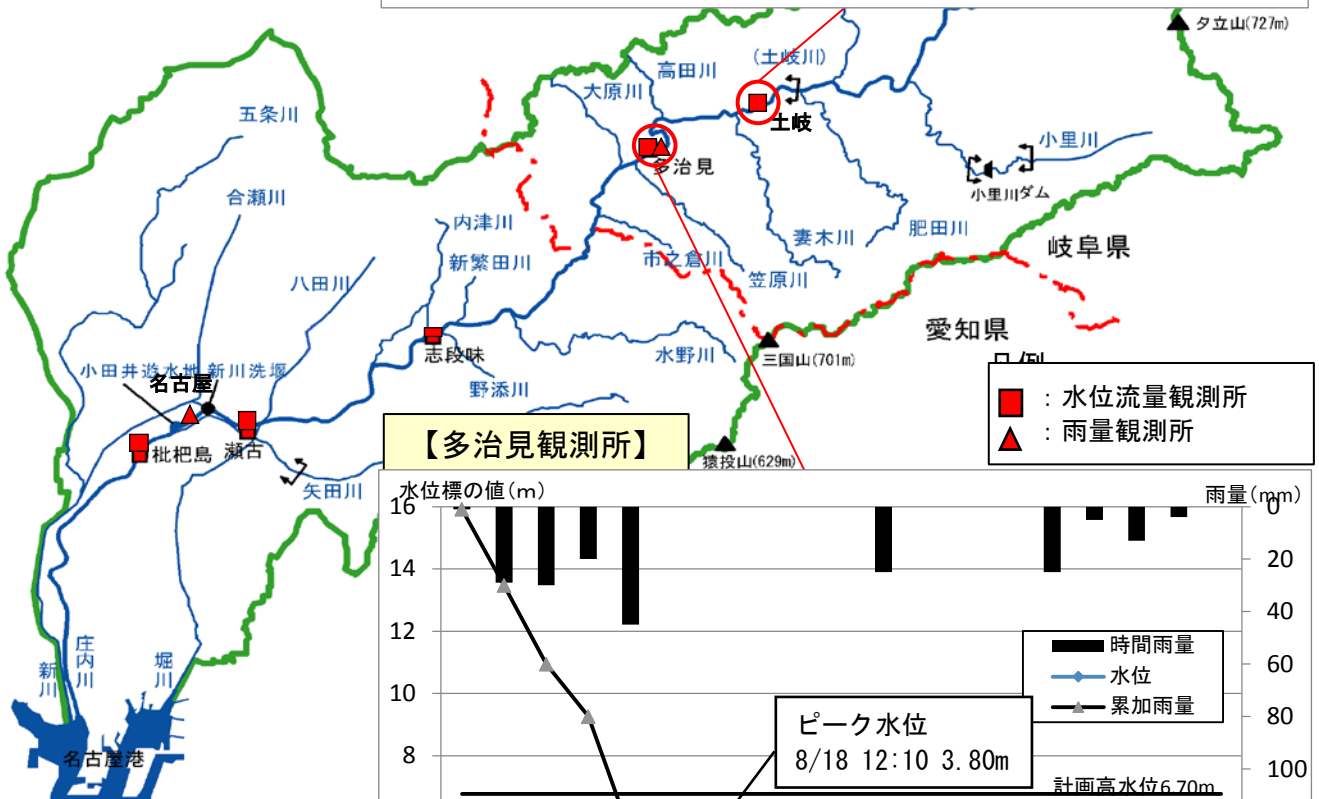 夕立山(727m)
(土岐川)
高田川
大原川
土岐
五条川
小里川
多治見
小里川ダム
合瀬川
内津川
妻木川
肥田川
岐阜県
新繁田川
市之倉川
笠原川
八田川
愛知県
志段味
水野川
三国山(701m)
凡例
小田井遊水地
新川洗堰
名古屋
野添川
：水位流量観測所
：雨量観測所
【多治見観測所】
枇杷島
瀬古
猿投山(629m)
矢田川
水位標の値(m)
雨量(mm)
16
0
14
20
12
40
時間雨量
水位
累加雨量
10
60
ピーク水位
8/18 12:10 3.80m
80
8
100
計画高水位6.70m
新川
庄内川
堀川
名古屋港